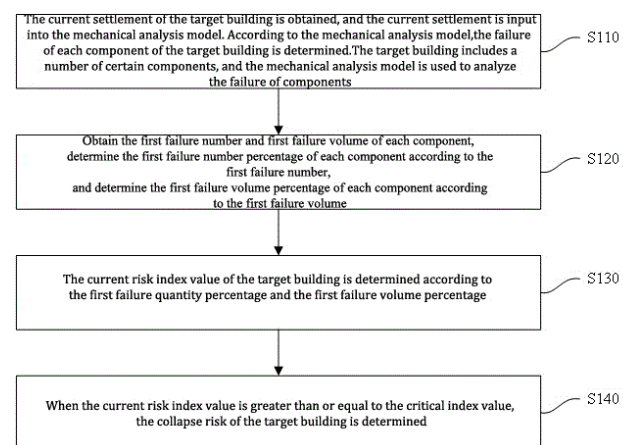 The current settlement of the target building is obtained, and the current settlement is input
into the mechanical analysis model. According to the mechanical analysis model,the failure
of each component of the target building is determined.The target building includes a
number of certain components, and the mechanical analysis model is used to analyze
the failure of components
S110
Obtain the first failure number and first failure volume of each component,
determine the first failure number percentage of each component according to the
first failure number,
and determine the first failure volume percentage of each component according
to the first failure volume
S120
The current risk index value of the target building is determined according to
the first failure quantity percentage and the first failure volume percentage
S130
When the current risk index value is greater than or equal to the critical index value,
the collapse risk of the target building is determined
S140